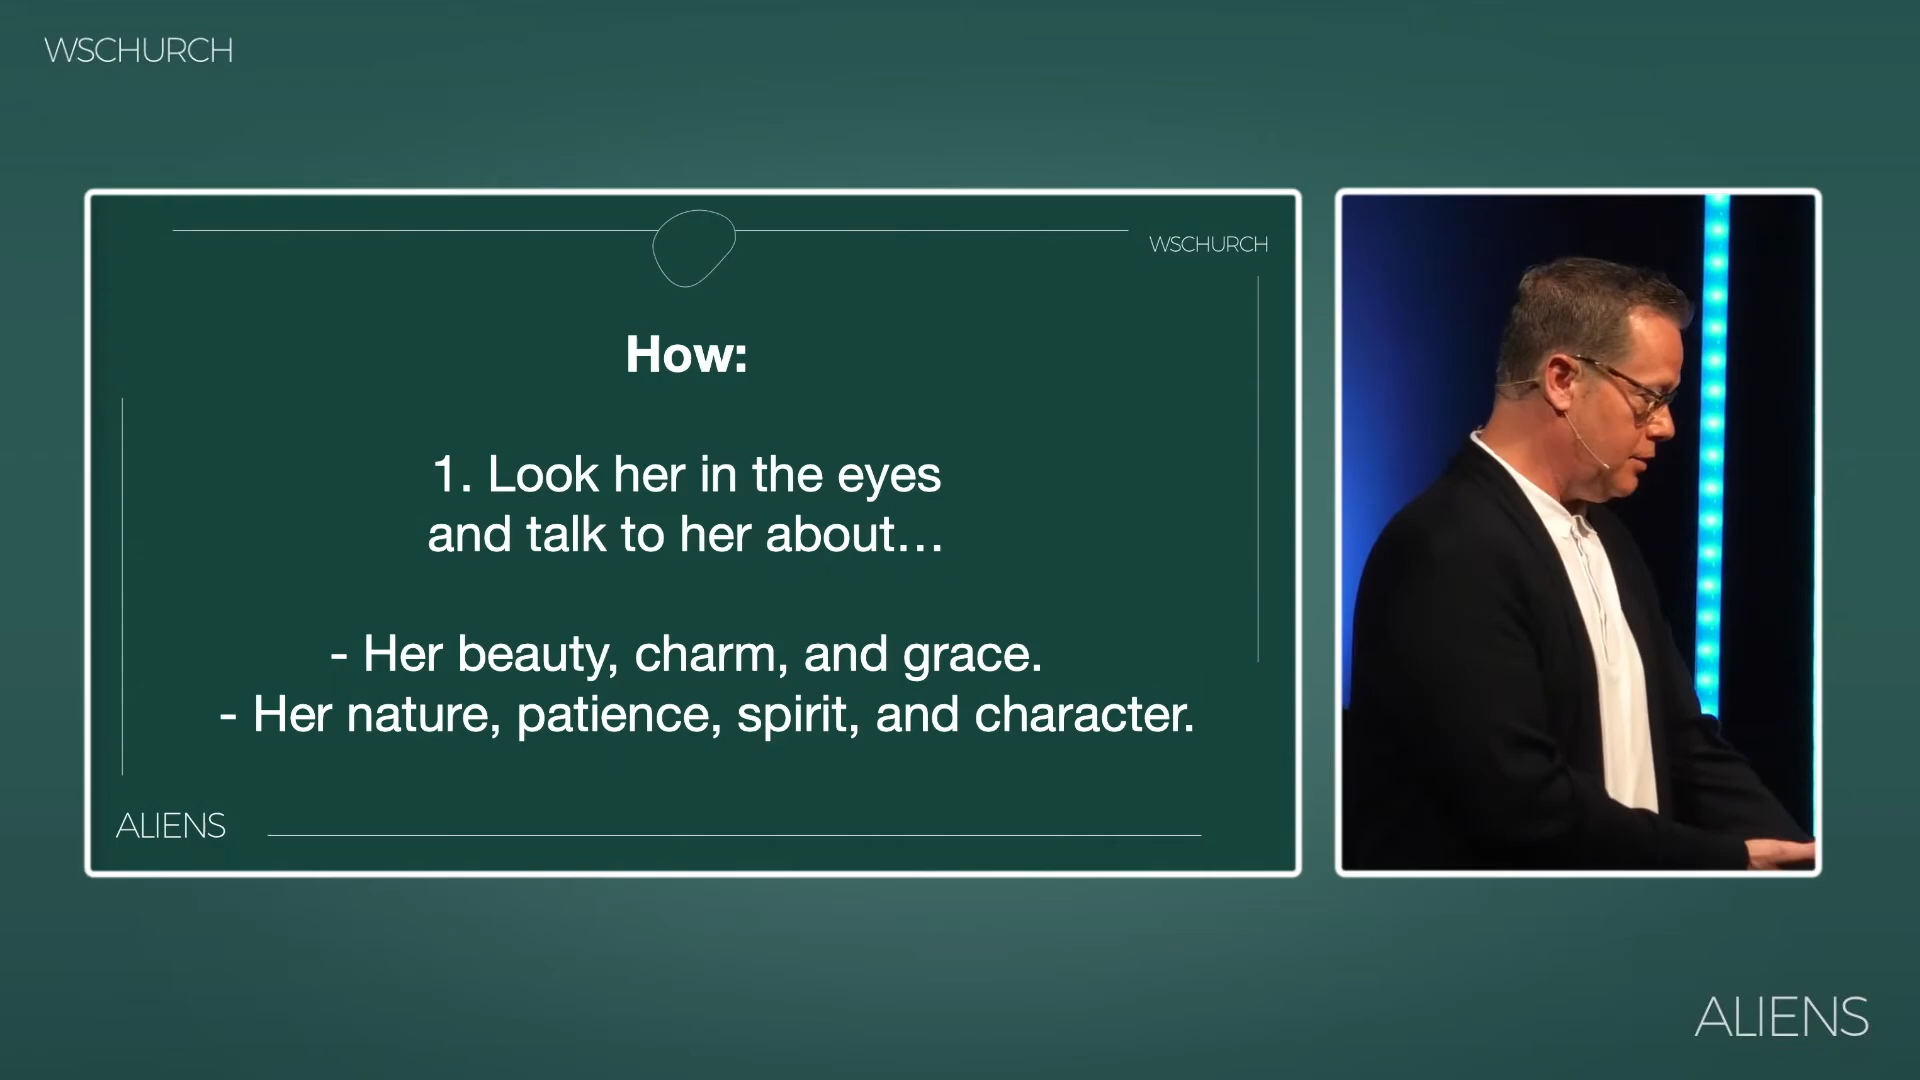 WSCHURCH
WSCHURCH
How:
1. Look her in the eyes
and talk to her about…
- Her beauty, charm, and grace.
- Her nature, patience, spirit, and character.
ALIENS
ALIENS